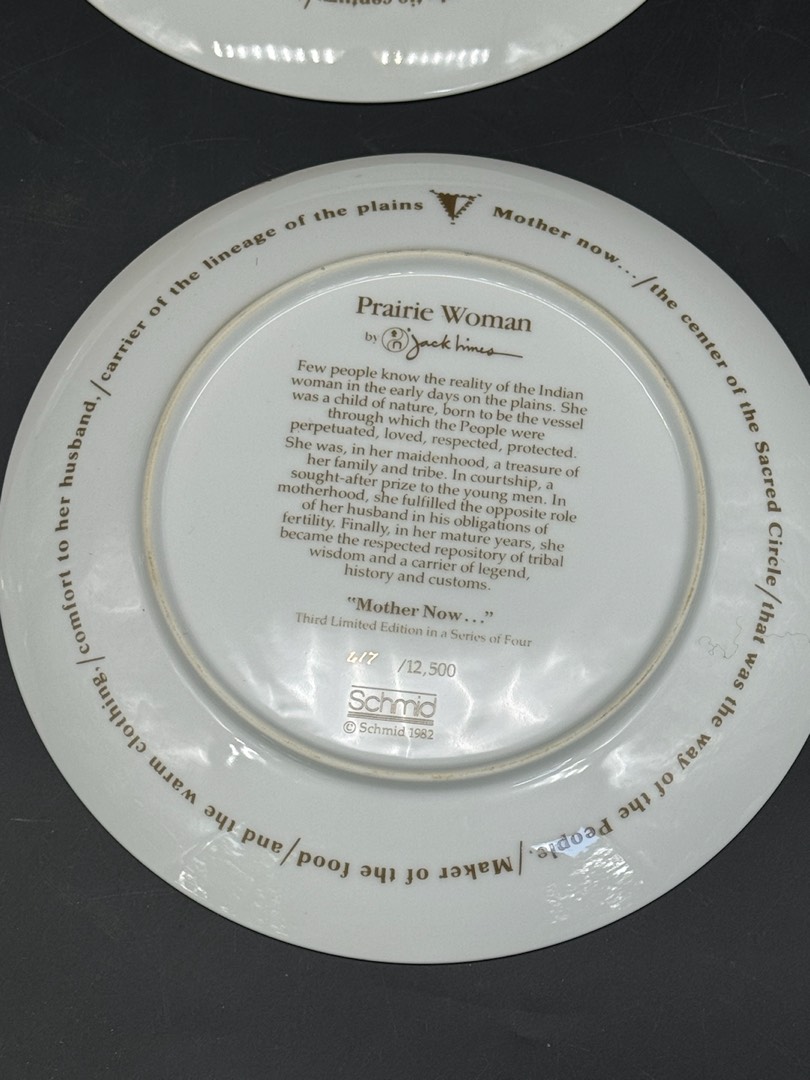 Mother now.../the center of the Sacred Circle/that was the way of the People./Maker of the food/and the warm clothing,/comfort to her husband,/carrier of the lineage of the plains
Prairie Woman
by Jack Hines
Few people know the reality of the Indian
woman in the early days on the plains. She
was a child of nature, born to be the vessel
through which the People were
perpetuated, loved, respected, protected.
She was, in her maidenhood, a treasure of
her family and tribe. In courtship, a
sought-after prize to the young men. In
motherhood, she fulfilled the opposite role
of her husband in his obligations of
fertility. Finally, in her mature years, she
became the respected repository of tribal
wisdom and a carrier of legend,
history and customs.
"Mother Now..."
Third Limited Edition in a Series of Four
617 /12,500
Schmid
© Schmid 1982